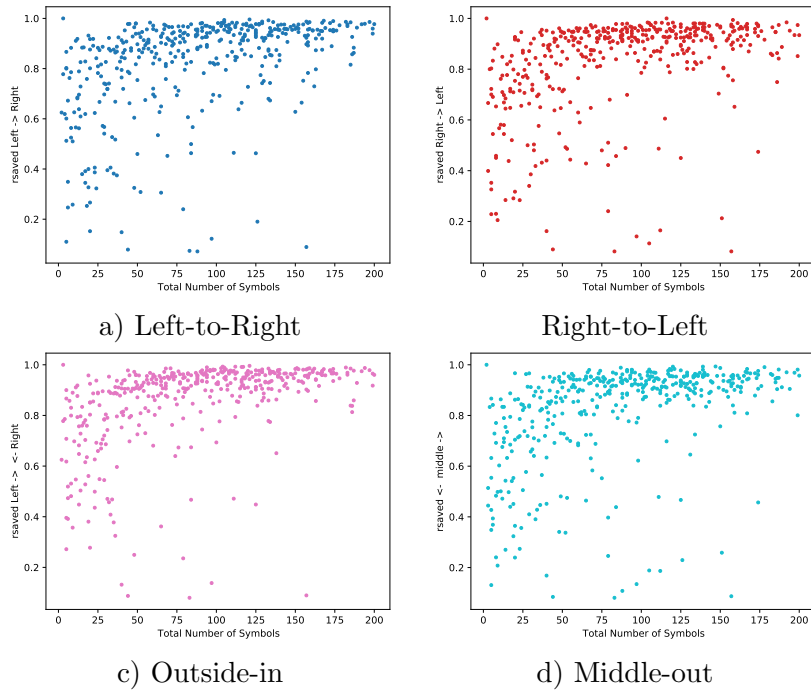 1.0
0.8
0.6
0.4
0.2
rsaved Left -> Right
0 25 50 75 100 125 150 175 200
Total Number of Symbols
a) Left-to-Right
1.0
0.8
0.6
0.4
0.2
rsaved Right -> Left
0 25 50 75 100 125 150 175 200
Total Number of Symbols
Right-to-Left
1.0
0.8
0.6
0.4
0.2
rsaved Left -> <- Right
0 25 50 75 100 125 150 175 200
Total Number of Symbols
c) Outside-in
1.0
0.8
0.6
0.4
0.2
rsaved <- middle ->
0 25 50 75 100 125 150 175 200
Total Number of Symbols
d) Middle-out